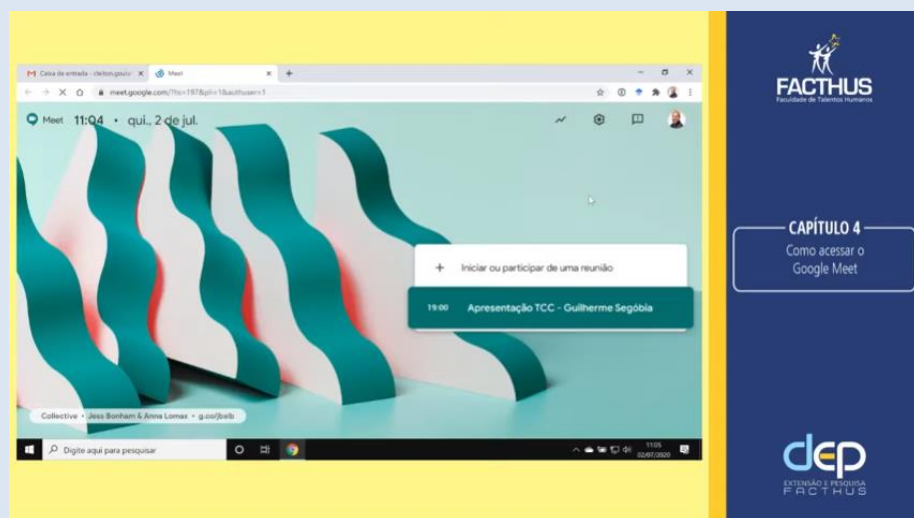 Caixa de entrada - cleiton.goular
Meet
meet.google.com/?hs=197&pli=1&authuser=1
Meet 11:04 • qui., 2 de jul.
+ Iniciar ou participar de uma reunião
19:00 Apresentação TCC - Guilherme Segóbia
Collective • Jess Bonham & Anna Lomax • g.co/jbalb
Digite aqui para pesquisar
11:05
02/07/2020
FACTHUS
Faculdade de Talentos Humanos
CAPÍTULO 4
Como acessar o
Google Meet
dep
EXTENSÃO E PESQUISA
FACTHUS